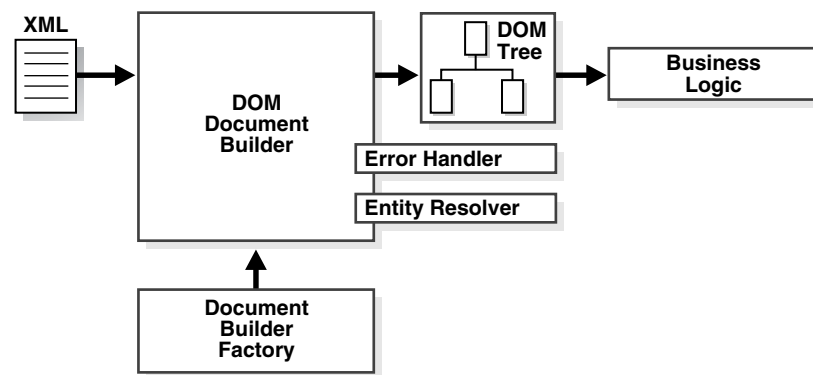 XML
DOM
Document
Builder
DOM
Tree
Business
Logic
Error Handler
Entity Resolver
Document
Builder
Factory